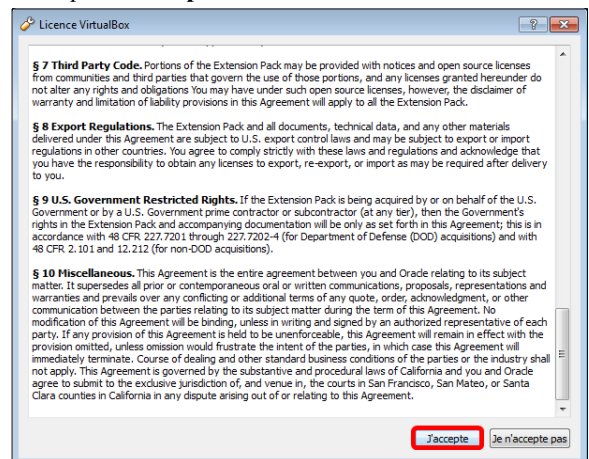 Licence VirtualBox
§ 7 Third Party Code. Portions of the Extension Pack may be provided with notices and open source licenses
from communities and third parties that govern the use of those portions, and any licenses granted hereunder do
not alter any rights and obligations You may have under such open source licenses, however, the disclaimer of
warranty and limitation of liability provisions in this Agreement will apply to all the Extension Pack.
§ 8 Export Regulations. The Extension Pack and all documents, technical data, and any other materials
delivered under this Agreement are subject to U.S. export control laws and may be subject to export or import
regulations in other countries. You agree to comply strictly with these laws and regulations and acknowledge that
you have the responsibility to obtain any licenses to export, re-export, or import as may be required after delivery
to you.
§ 9 U.S. Government Restricted Rights. If the Extension Pack is being acquired by or on behalf of the U.S.
Government or by a U.S. Government prime contractor or subcontractor (at any tier), then the Government's
rights in the Extension Pack and accompanying documentation will be only as set forth in this Agreement; this is in
accordance with 48 CFR 227.7201 through 227.7202-4 (for Department of Defense (DOD) acquisitions) and with
48 CFR 2.101 and 12.212 (for non-DOD acquisitions).
§ 10 Miscellaneous. This Agreement is the entire agreement between you and Oracle relating to its subject
matter. It supersedes all prior or contemporaneous oral or written communications, proposals, representations and
warranties and prevails over any conflicting or additional terms of any quote, order, acknowledgment, or other
communication between the parties relating to its subject matter during the term of this Agreement. No
modification of this Agreement will be binding, unless in writing and signed by an authorized representative of each
party. If any provision of this Agreement is held to be unenforceable, this Agreement will remain in effect with the
provision omitted, unless omission would frustrate the intent of the parties, in which case this Agreement will
immediately terminate. Course of dealing and other standard business conditions of the parties or the industry shall
not apply. This Agreement is governed by the substantive and procedural laws of California and you and Oracle
agree to submit to the exclusive jurisdiction of, and venue in, the courts in San Francisco, San Mateo, or Santa
Clara counties in California in any dispute arising out of or relating to this Agreement.
J'accepte
Je n'accepte pas